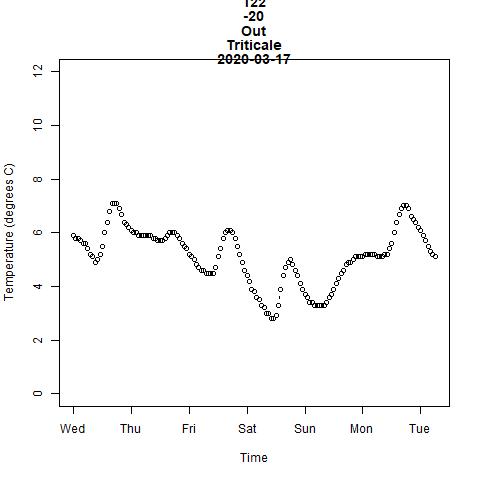 122
-20
Out
Triticale
2020-03-17
Temperature (degrees C)
12
10
8
6
4
2
0
Wed Thu Fri Sat Sun Mon Tue
Time